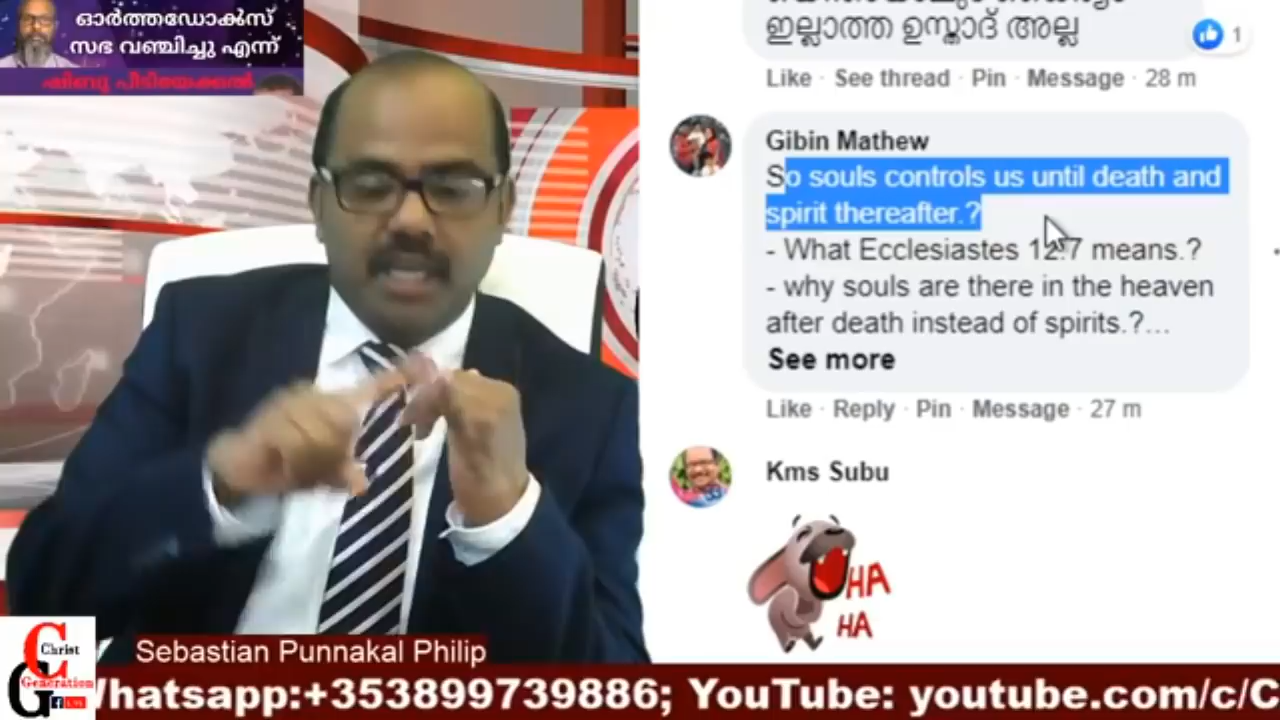 ഓർത്തഡോക്സ്
സഭ വഞ്ചിച്ചു എന്ന്
ഷിബു പീടിയേക്കൽ
ഇല്ലാത്ത ഉസ്താദ് അല്ല
1
Like · See thread · Pin · Message · 28 m
Gibin Mathew
So souls controls us until death and
spirit thereafter.?
- What Ecclesiastes 12:7 means.?
- why souls are there in the heaven
after death instead of spirits.?...
See more
Like · Reply · Pin · Message · 27 m
Kms Subu
HA
HA
Sebastian Punnakal Philip
C Christ
G Generation
Whatsapp:+353899739886; YouTube: youtube.com/c/C